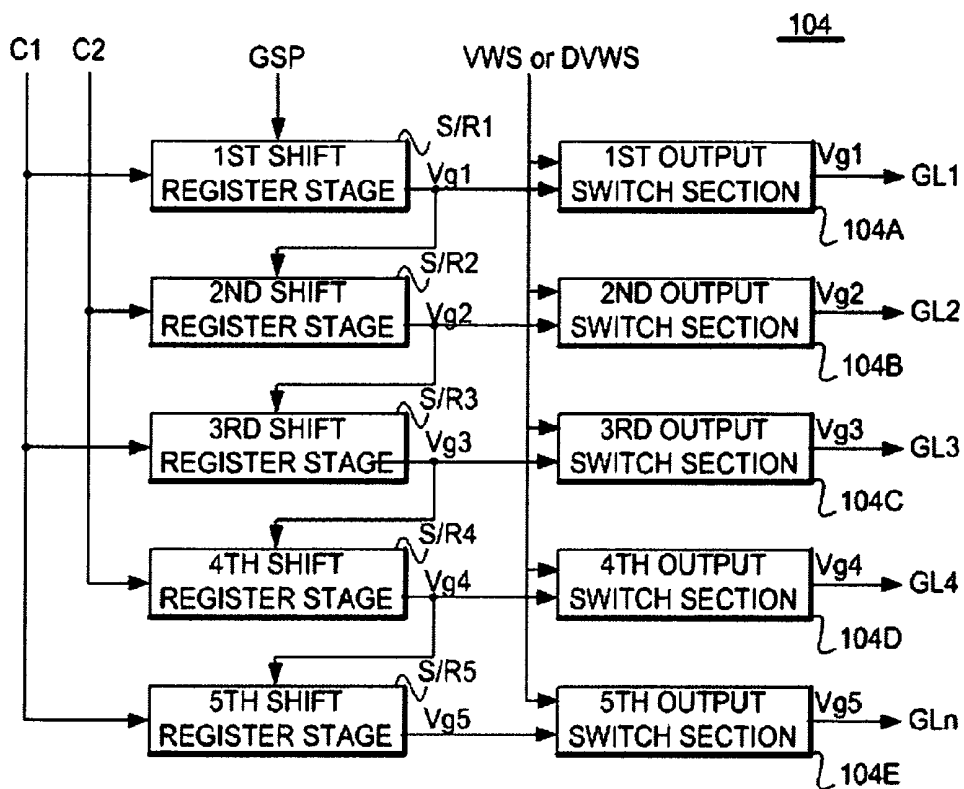 104
C1 C2 GSP VWS or DVWS
S/R1
1ST SHIFT
REGISTER STAGE
Vg1
1ST OUTPUT
SWITCH SECTION
Vg1
GL1
104A
S/R2
2ND SHIFT
REGISTER STAGE
Vg2
2ND OUTPUT
SWITCH SECTION
Vg2
GL2
104B
S/R3
3RD SHIFT
REGISTER STAGE
Vg3
3RD OUTPUT
SWITCH SECTION
Vg3
GL3
104C
S/R4
4TH SHIFT
REGISTER STAGE
Vg4
4TH OUTPUT
SWITCH SECTION
Vg4
GL4
104D
S/R5
5TH SHIFT
REGISTER STAGE
Vg5
5TH OUTPUT
SWITCH SECTION
Vg5
GLn
104E